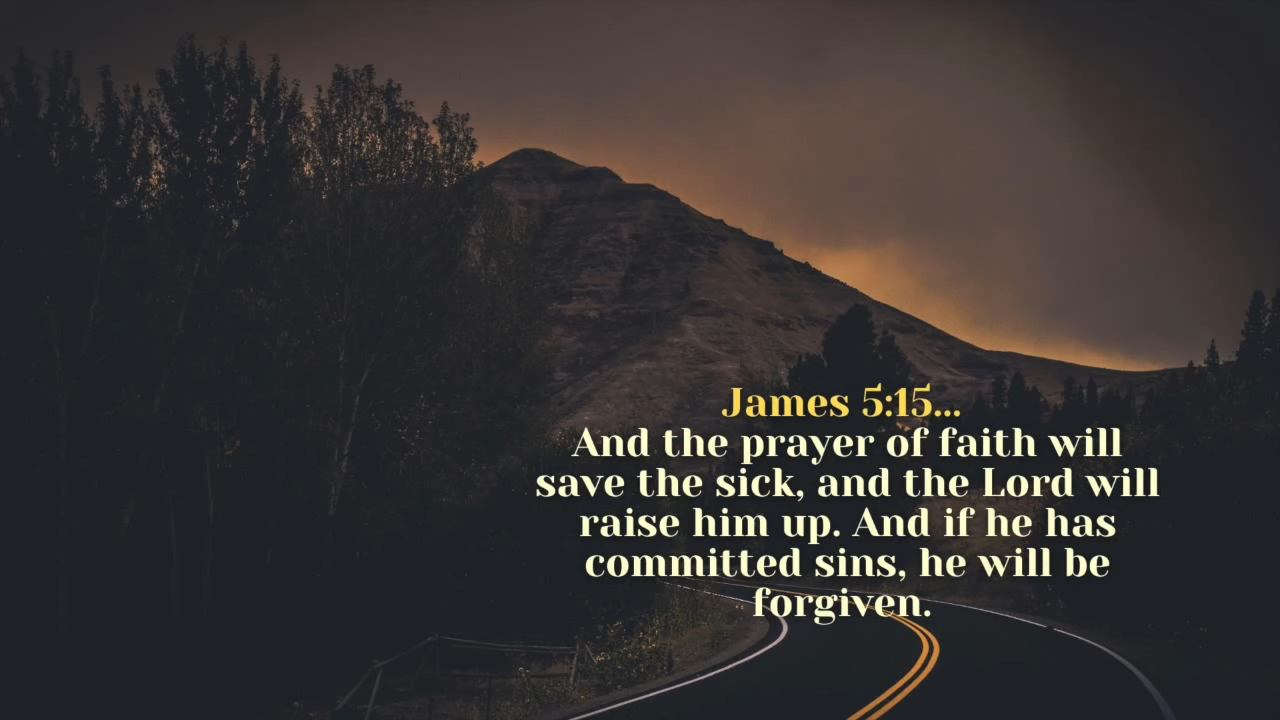 James 5:15...
And the prayer of faith will
save the sick, and the Lord will
raise him up. And if he has
committed sins, he will be
forgiven.